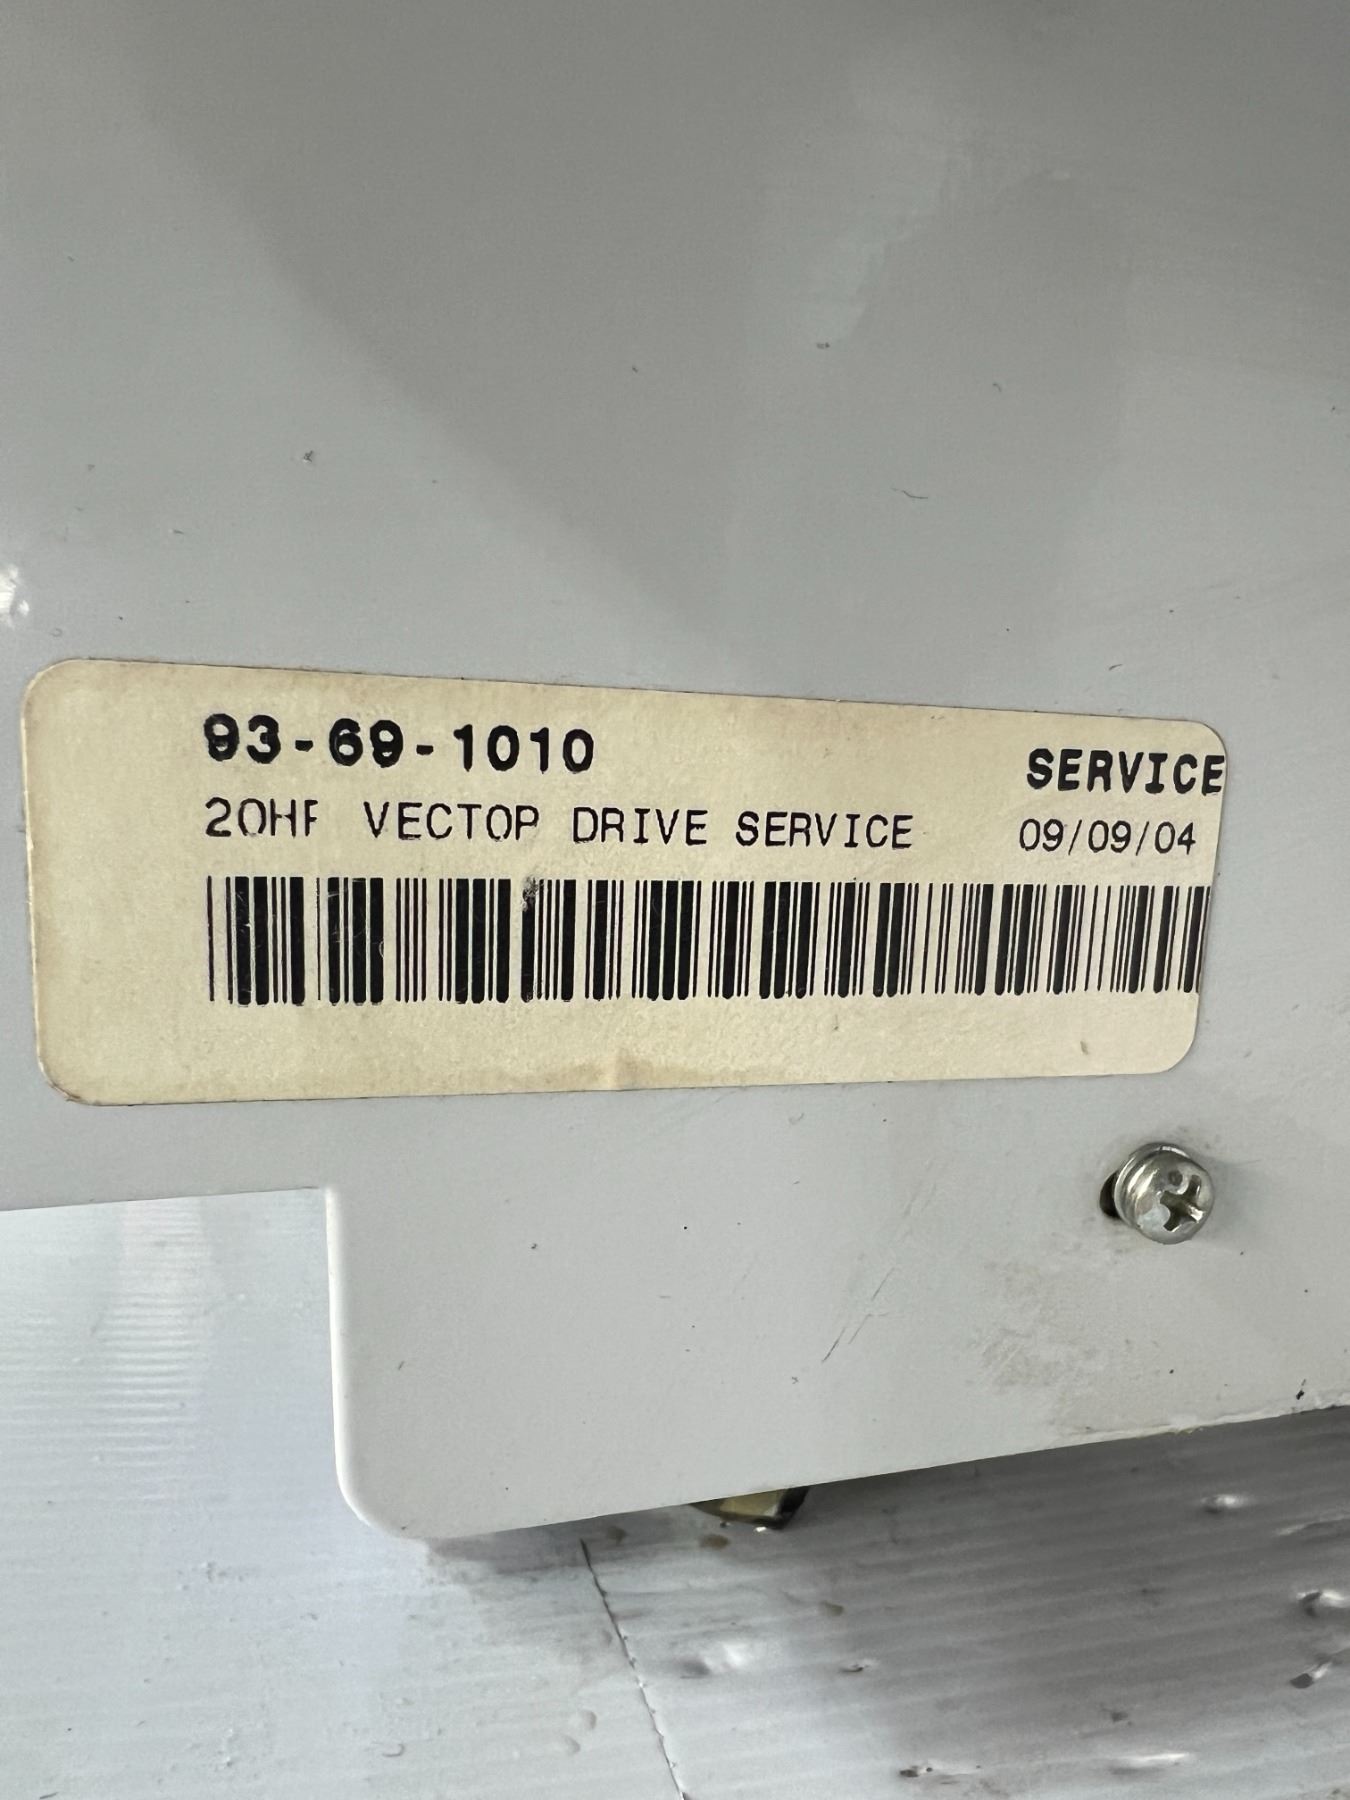 93-69-1010
SERVICE
20HP VECTOR DRIVE SERVICE
09/09/04